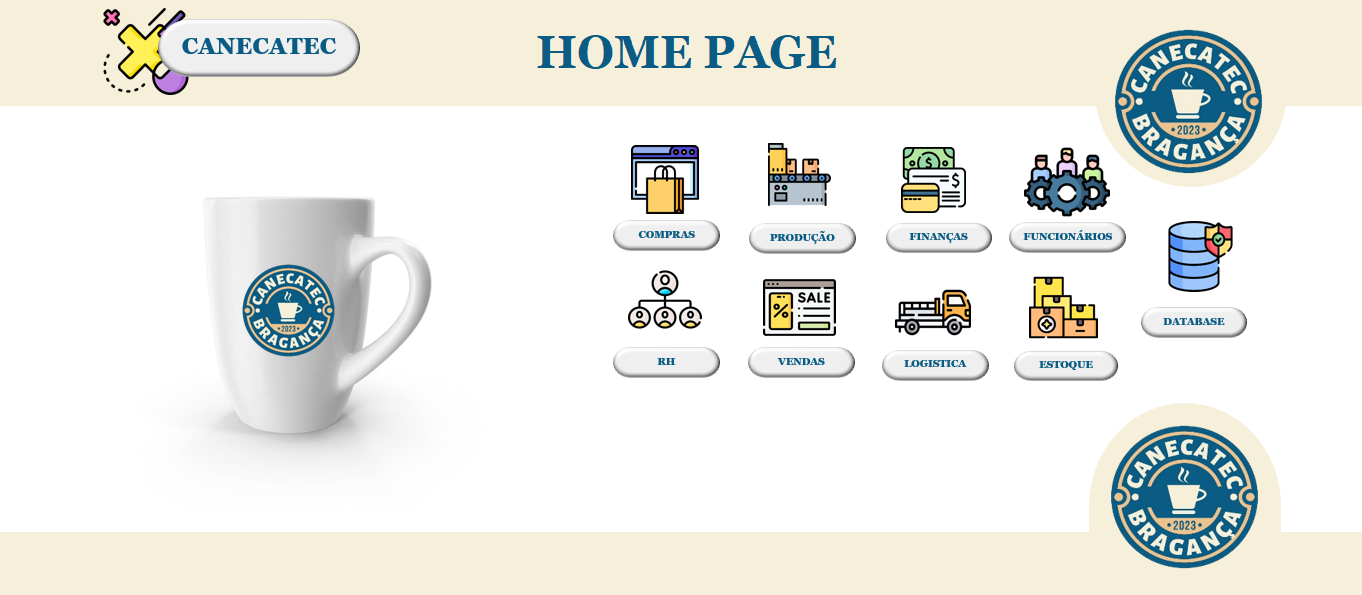 CANECATEC
HOME PAGE
CANECATEC
BRAGANÇA
•2023•
COMPRAS
PRODUÇÃO
FINANÇAS
FUNCIONÁRIOS
$
$
CANECATEC
BRAGANÇA
•2023•
%
SALE
RH
VENDAS
LOGISTICA
ESTOQUE
DATABASE
CANECATEC
BRAGANÇA
•2023•